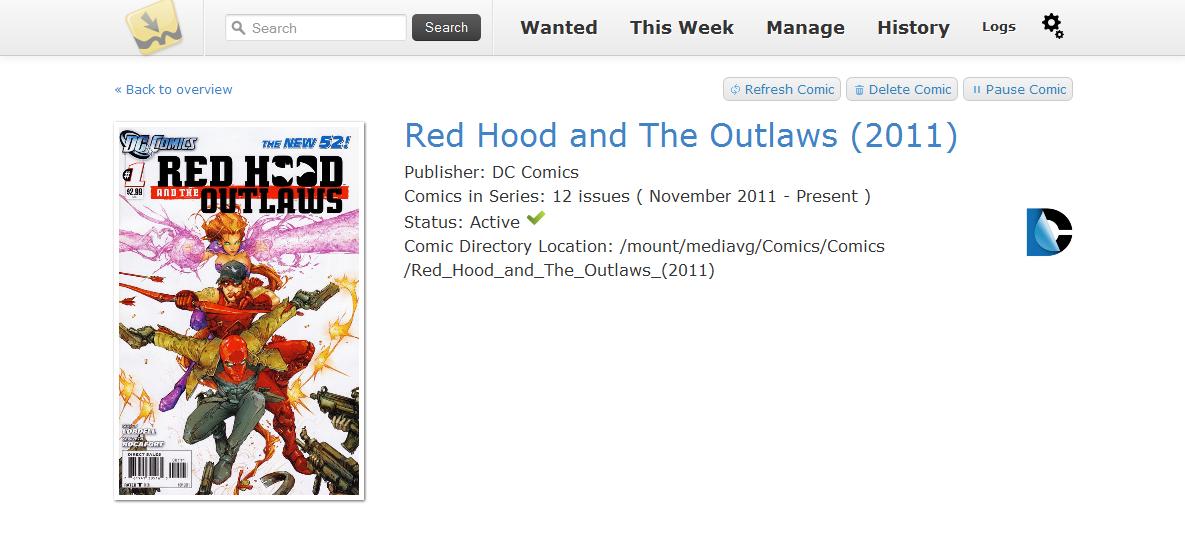 Search
Search
Wanted
This Week
Manage
History
Logs
« Back to overview
Refresh Comic
Delete Comic
Pause Comic
Red Hood and The Outlaws (2011)
Publisher: DC Comics
Comics in Series: 12 issues ( November 2011 - Present )
Status: Active
Comic Directory Location: /mount/mediavg/Comics/Comics
/Red_Hood_and_The_Outlaws_(2011)
DC COMICS
THE NEW 52!
#1
$2.99
RED HOOD
AND THE
OUTLAWS
LOBDELL
ROCAFORT
DIRECT SALES